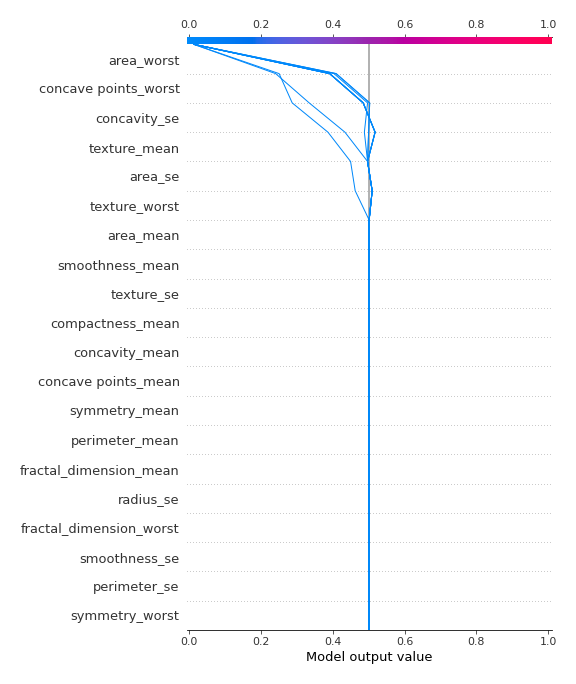 0.0 0.2 0.4 0.6 0.8 1.0
area_worst
concave points_worst
concavity_se
texture_mean
area_se
texture_worst
area_mean
smoothness_mean
texture_se
compactness_mean
concavity_mean
concave points_mean
symmetry_mean
perimeter_mean
fractal_dimension_mean
radius_se
fractal_dimension_worst
smoothness_se
perimeter_se
symmetry_worst
0.0 0.2 0.4 0.6 0.8 1.0
Model output value